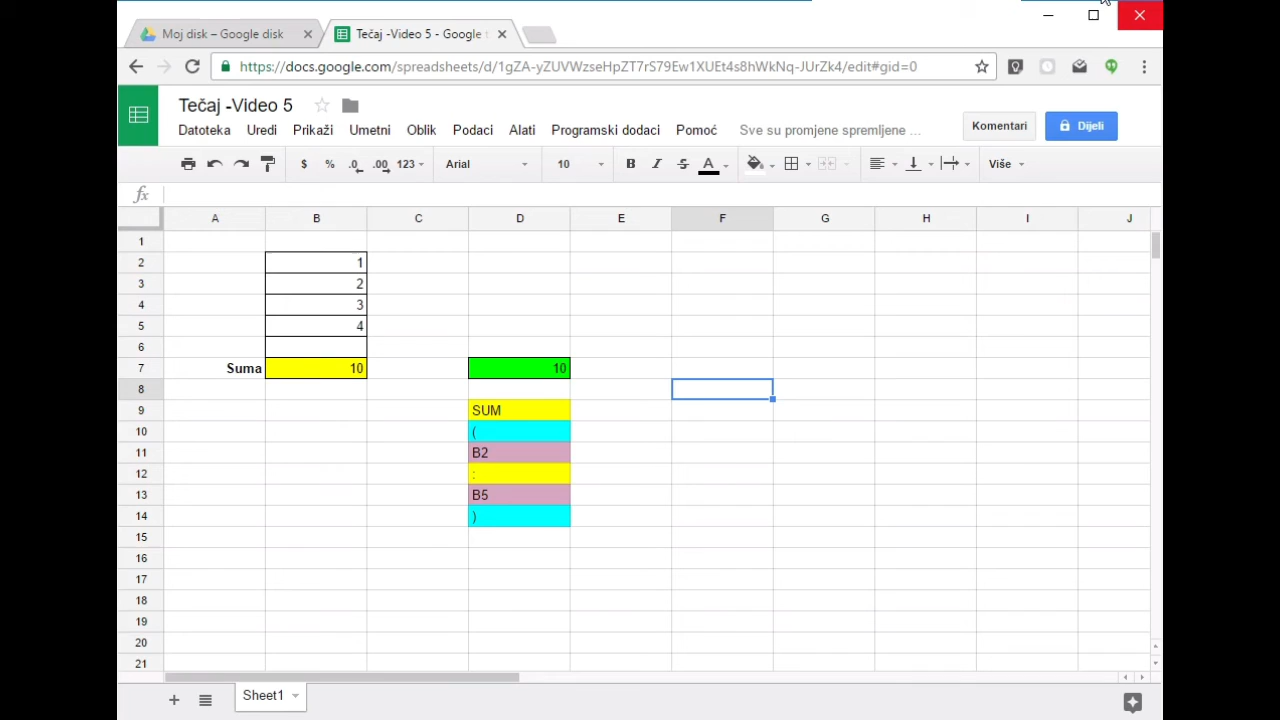 Moj disk – Google disk
Tečaj -Video 5 - Google t
https://docs.google.com/spreadsheets/d/1gZA-yZUVWzseHpZT7rS79Ew1XUEt4s8hWkNq-JUrZk4/edit#gid=0
Tečaj -Video 5
Datoteka Uredi Prikaži Umetni Oblik Podaci Alati Programski dodaci Pomoć Sve su promjene spremljene ...
Komentari
Dijeli
$ % .0 .00 123 Arial 10 B I S A Više
fx
A B C D E F G H I J
1
2 1
3 2
4 3
5 4
6
7 Suma 10 10
8
9 SUM
10 (
11 B2
12 :
13 B5
14 )
15
16
17
18
19
20
21
Sheet1